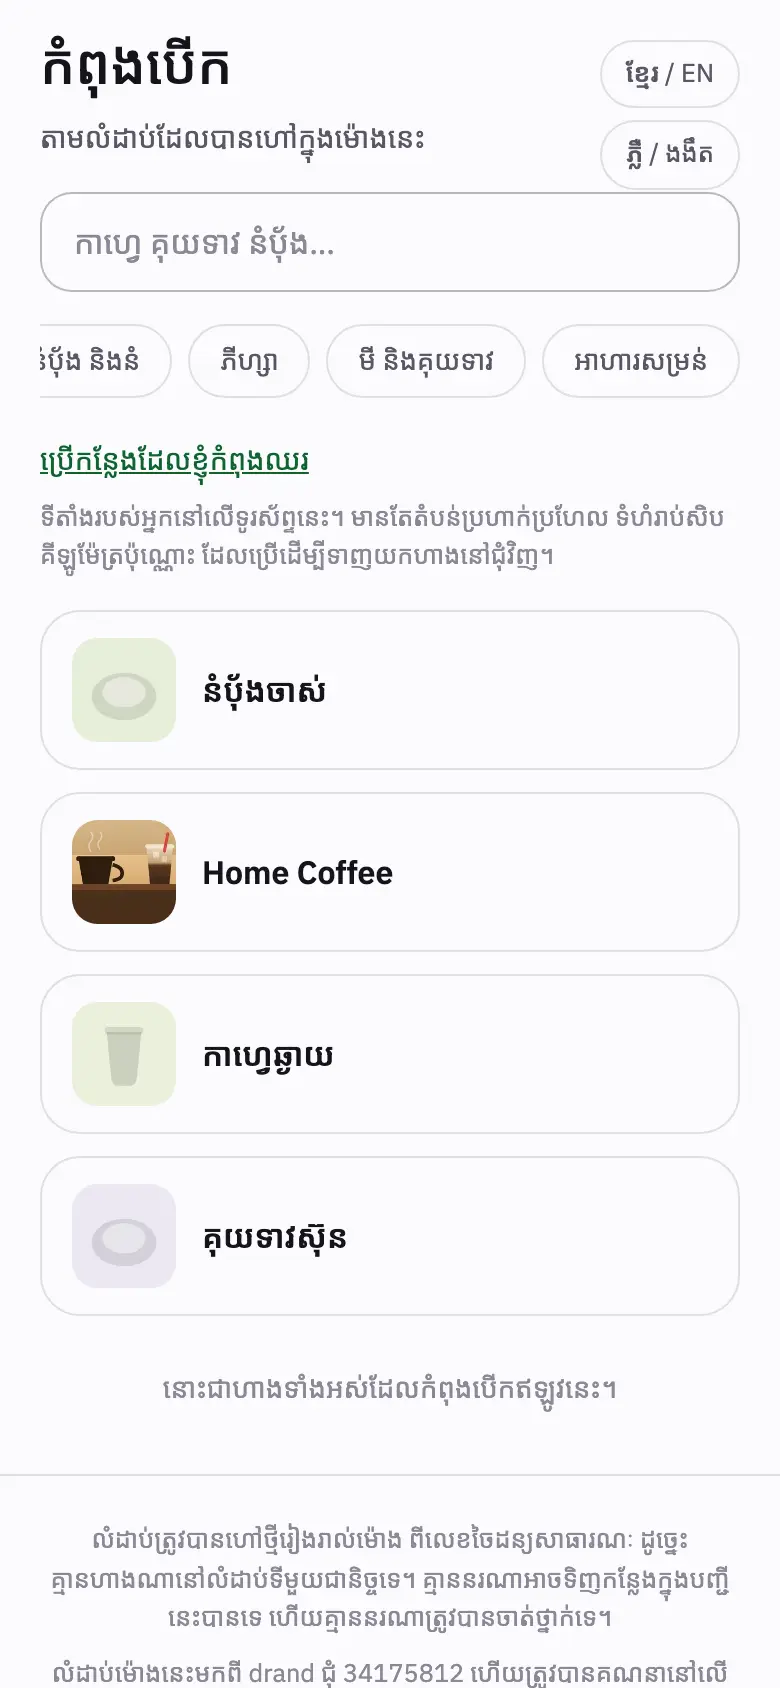 កំពុងបើក
ខ្មែរ / EN
តាមលំដាប់ដែលបានហៅក្នុងម៉ោងនេះ
ភ្លឺ / ងងឹត
កាហ្វេ គុយទាវ នំប៉័ង...
និងនំ
ភីហ្សា
មី និងគុយទាវ
អាហារសម្រន់
ប្រើកន្លែងដែលខ្ញុំកំពុងឈរ
ទីតាំងរបស់អ្នកនៅលើទូរស័ព្ទនេះ។ មានតែតំបន់ប្រហាក់ប្រហែល ទំហំរាប់សិប
គីឡូម៉ែត្រប៉ុណ្ណោះ ដែលប្រើដើម្បីទាញយកហាងនៅជុំវិញ។
នំប៉័ងចាស់
Home Coffee
កាហ្វេឆ្ងាយ
គុយទាវស៊ុន
នោះជាហាងទាំងអស់ដែលកំពុងបើកឥឡូវនេះ។
លំដាប់ត្រូវបានហៅថ្មីរៀងរាល់ម៉ោង ពីលេខចៃដន្យសាធារណៈ ដូច្នេះ
គ្មានហាងណានៅលំដាប់ទីមួយជានិច្ចទេ។ គ្មាននរណាអាចទិញកន្លែងក្នុងបញ្ជី
នេះបានទេ ហើយគ្មាននរណាត្រូវបានចាត់ថ្នាក់ទេ។
លំដាប់ម៉ោងនេះមកពី drand ជុំ 34175812 ហើយត្រូវបានគណនានៅលើ